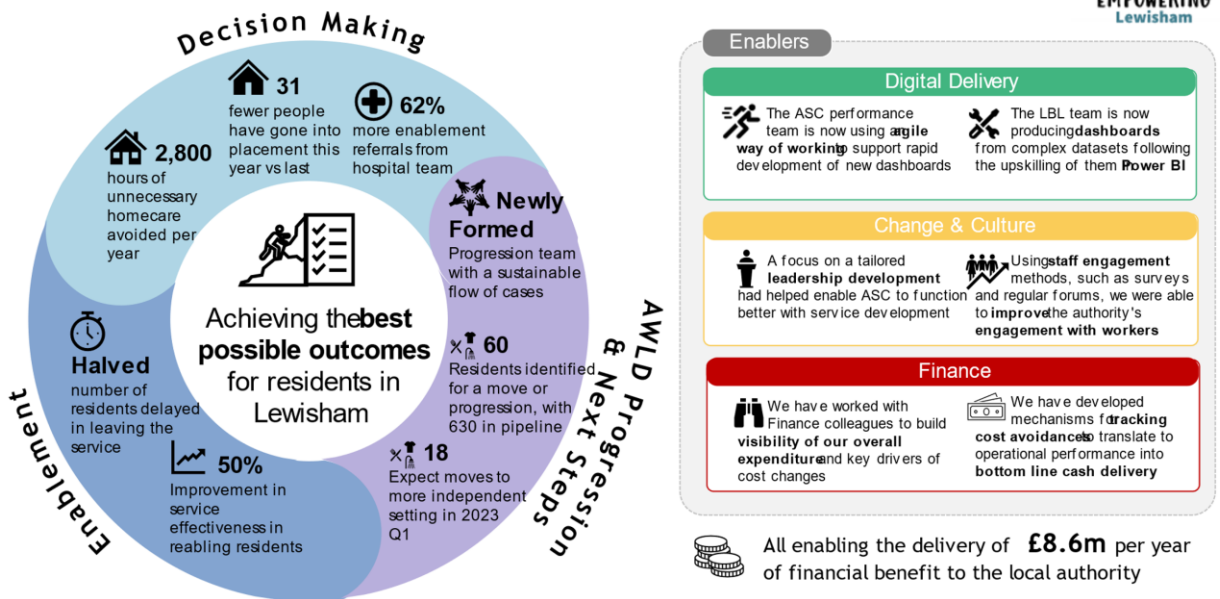 Decision Making
31
fewer people
have gone into
placement this
year vs last
62%
more enablement
referrals from
hospital team
2,800
hours of
unnecessary
homecare
avoided per
year
Newly
Formed
Progression team
with a sustainable
flow of cases
60
Residents identified
for a move or
progression, with
630 in pipeline
18
Expect moves to
more independent
setting in 2023
Q1
AWLD Progression
& Next Steps
Halved
number of
residents delayed
in leaving the
service
50%
Improvement in
service
effectiveness in
reabling residents
Enablement
Achieving the best
possible outcomes
for residents in
Lewisham
EMPOWERING
Lewisham
Enablers
Digital Delivery
The ASC performance
team is now using an agile
way of working to support rapid
development of new dashboards
The LBL team is now
producing dashboards
from complex datasets following
the upskilling of them Power BI
Change & Culture
A focus on a tailored
leadership development
had helped enable ASC to function
better with service development
Using staff engagement
methods, such as surveys
and regular forums, we were able
to improve the authority's
engagement with workers
Finance
We have worked with
Finance colleagues to build
visibility of our overall
expenditure and key drivers of
cost changes
We have developed
mechanisms for tracking
cost avoidances to translate to
operational performance into
bottom line cash delivery
All enabling the delivery of £8.6m per year
of financial benefit to the local authority